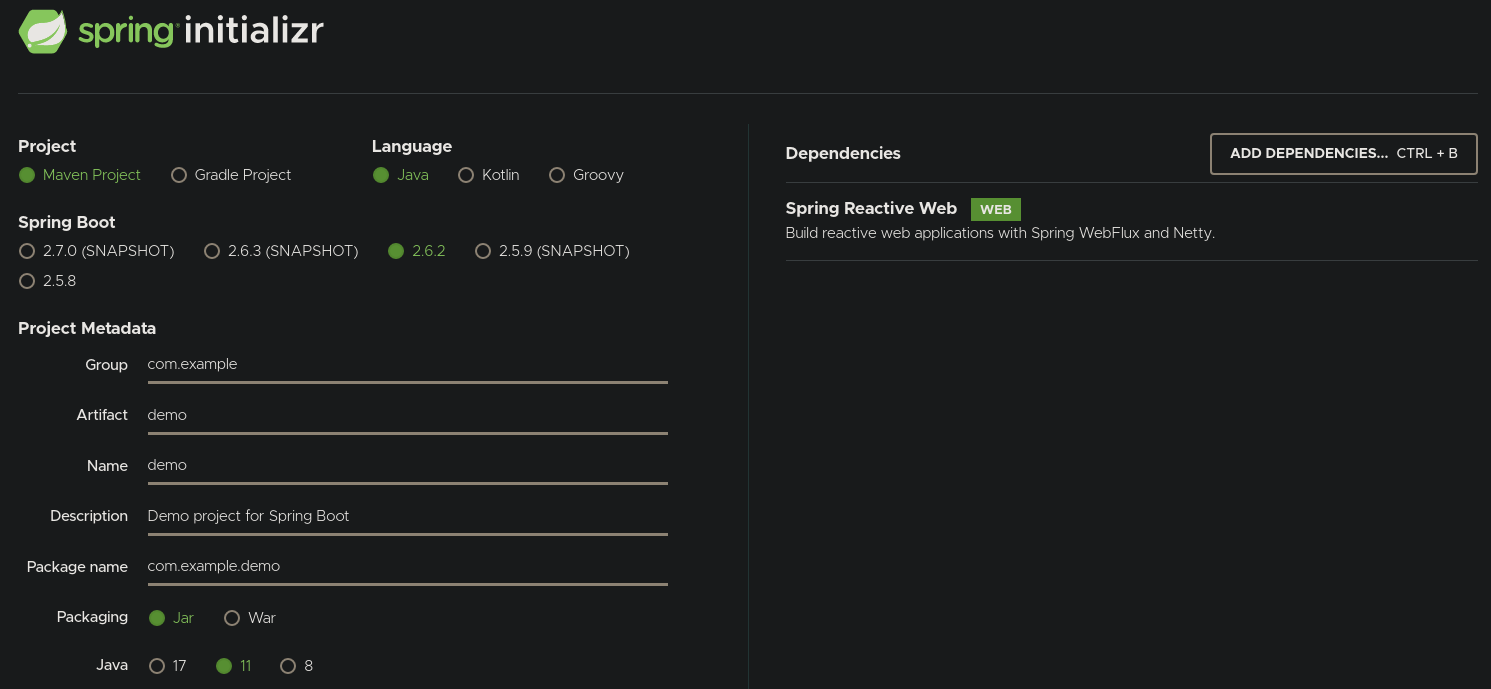 spring initializr
Project
Maven Project Gradle Project
Language
Java Kotlin Groovy
Spring Boot
2.7.0 (SNAPSHOT) 2.6.3 (SNAPSHOT) 2.6.2 2.5.9 (SNAPSHOT)
2.5.8
Project Metadata
Group com.example
Artifact demo
Name demo
Description Demo project for Spring Boot
Package name com.example.demo
Packaging Jar War
Java 17 11 8
Dependencies
ADD DEPENDENCIES... CTRL + B
Spring Reactive Web WEB
Build reactive web applications with Spring WebFlux and Netty.